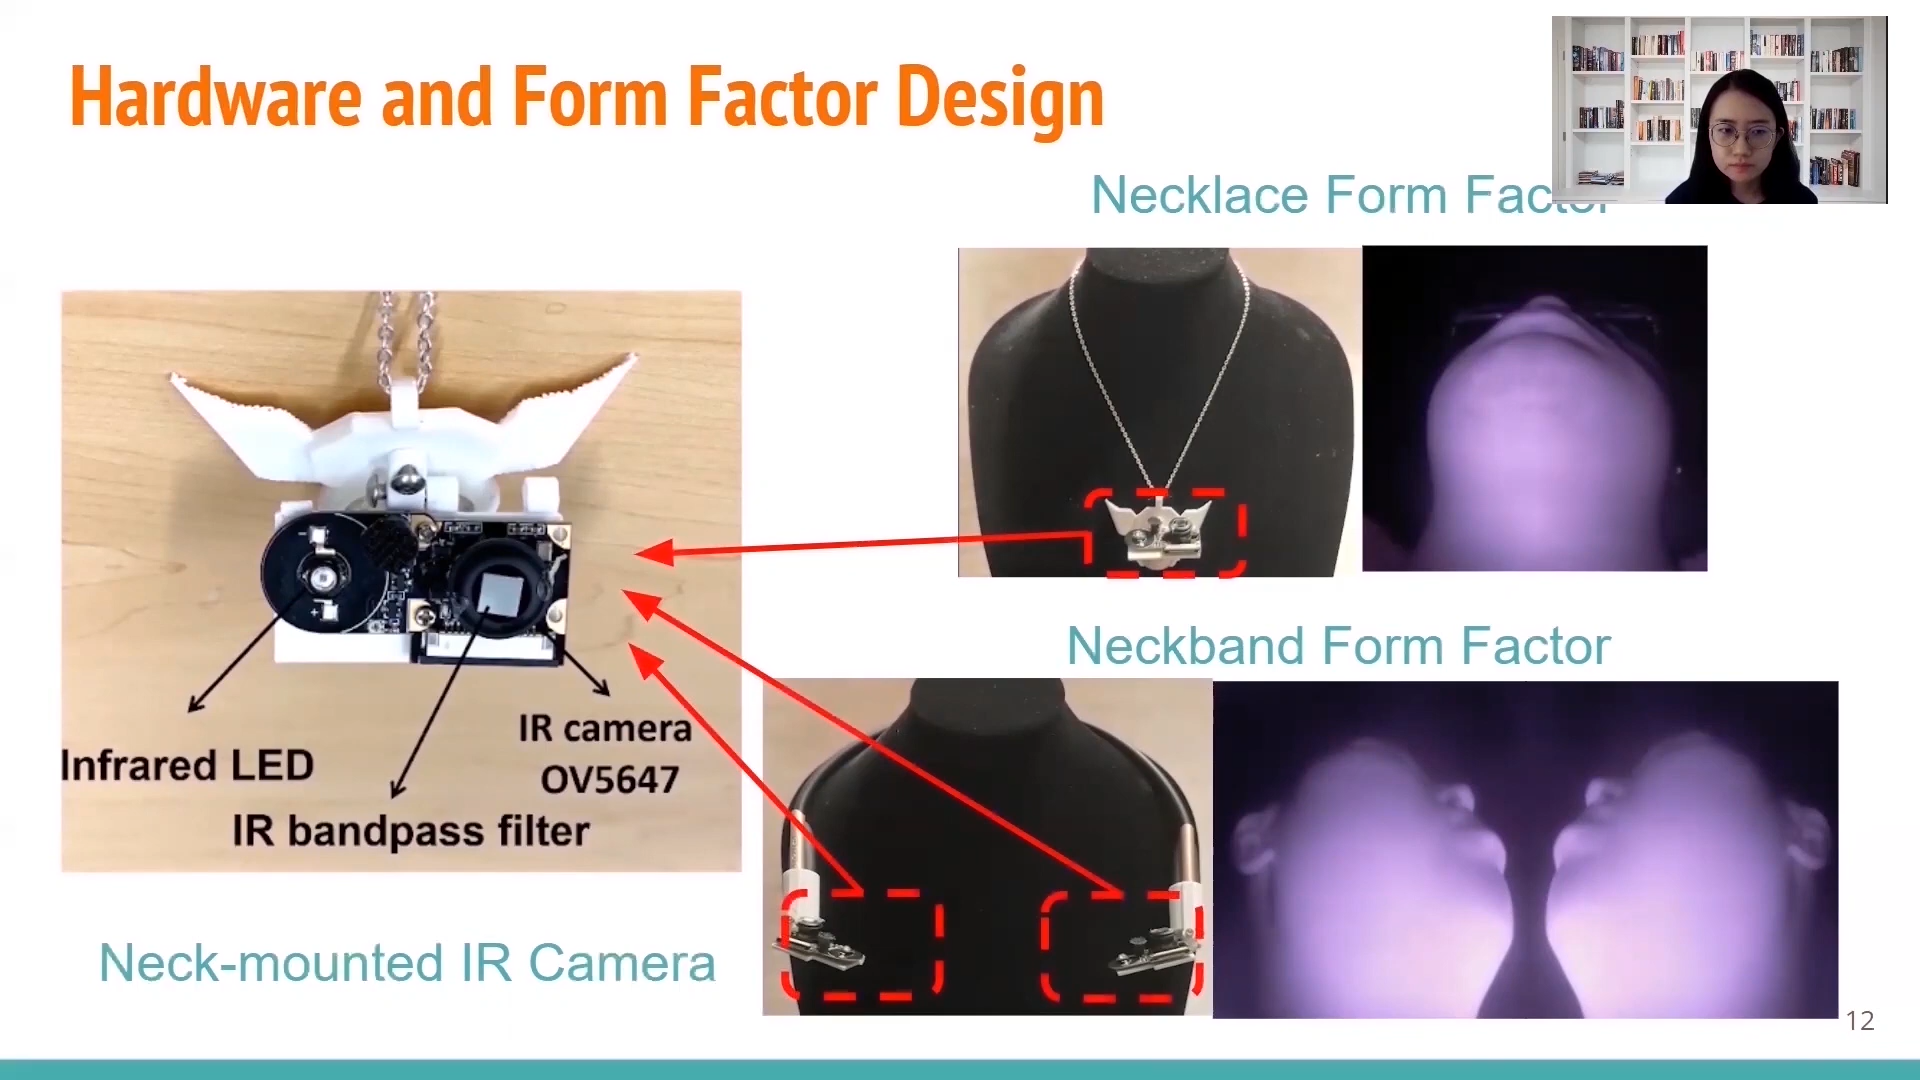 Hardware and Form Factor Design
Necklace Form Factor
Infrared LED
IR camera
OV5647
IR bandpass filter
Neckband Form Factor
Neck-mounted IR Camera
12